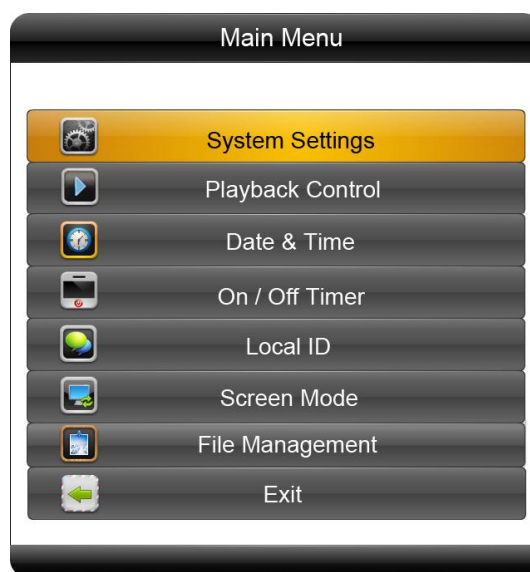 Main Menu
System Settings
Playback Control
Date & Time
On / Off Timer
Local ID
Screen Mode
File Management
Exit